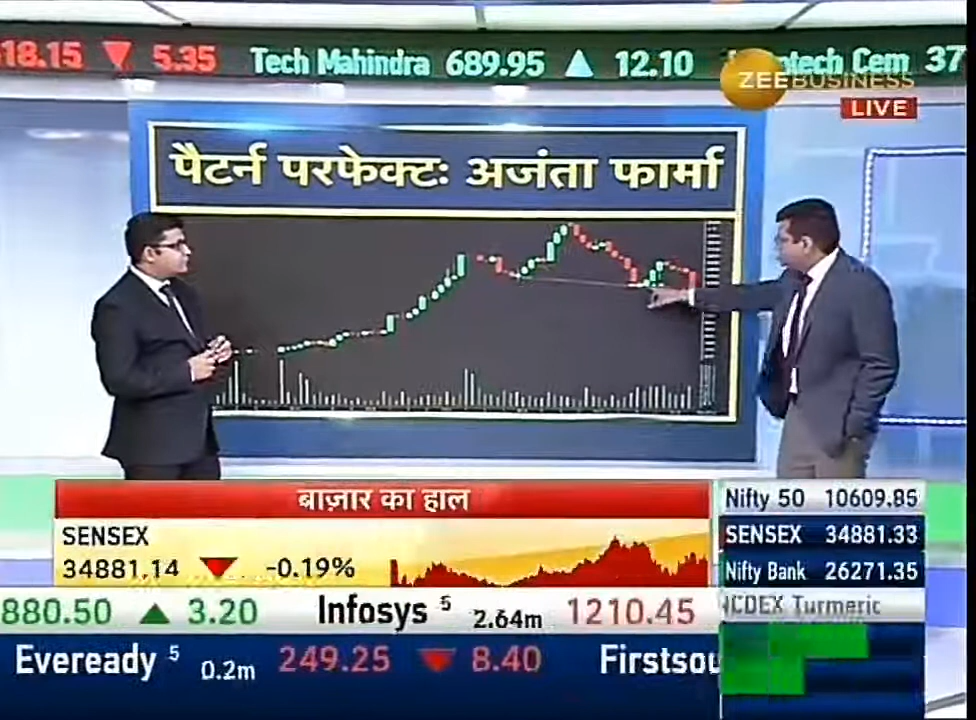 18.15 ▼ 5.35 Tech Mahindra 689.95 ▲ 12.10 tech Cem 37
ZEEBUSINESS
LIVE
पैटर्न परफेक्टः अजंता फार्मा
बाज़ार का हाल
SENSEX
34881.14 ▼ -0.19%
Nifty 50 10609.85
SENSEX 34881.33
Nifty Bank 26271.35
NCDEX Turmeric
880.50 ▲ 3.20 Infosys 5 2.64m 1210.45
Eveready 5 0.2m 249.25 ▼ 8.40 Firstsou